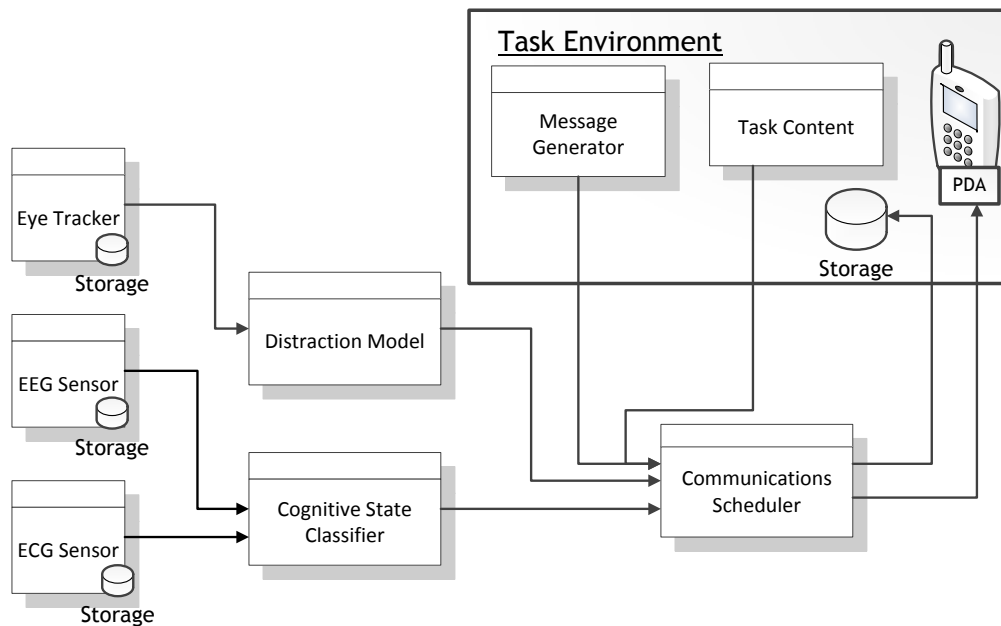 Task Environment
Message
Generator
Task Content
PDA
Storage
Eye Tracker
Storage
Distraction Model
EEG Sensor
Storage
Cognitive State
Classifier
Communications
Scheduler
ECG Sensor
Storage